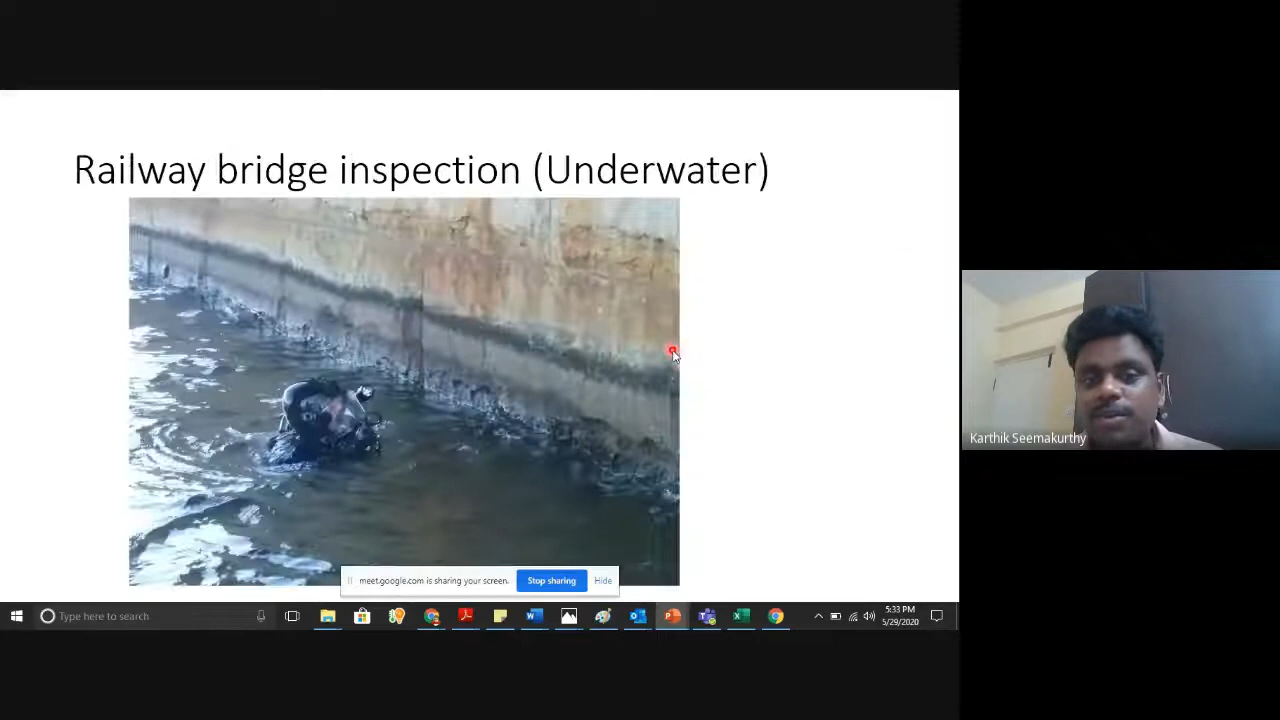 Railway bridge inspection (Underwater)
Karthik Seemakurthy
meet.google.com is sharing your screen.
Stop sharing
Hide
Type here to search
5:33 PM
5/29/2020